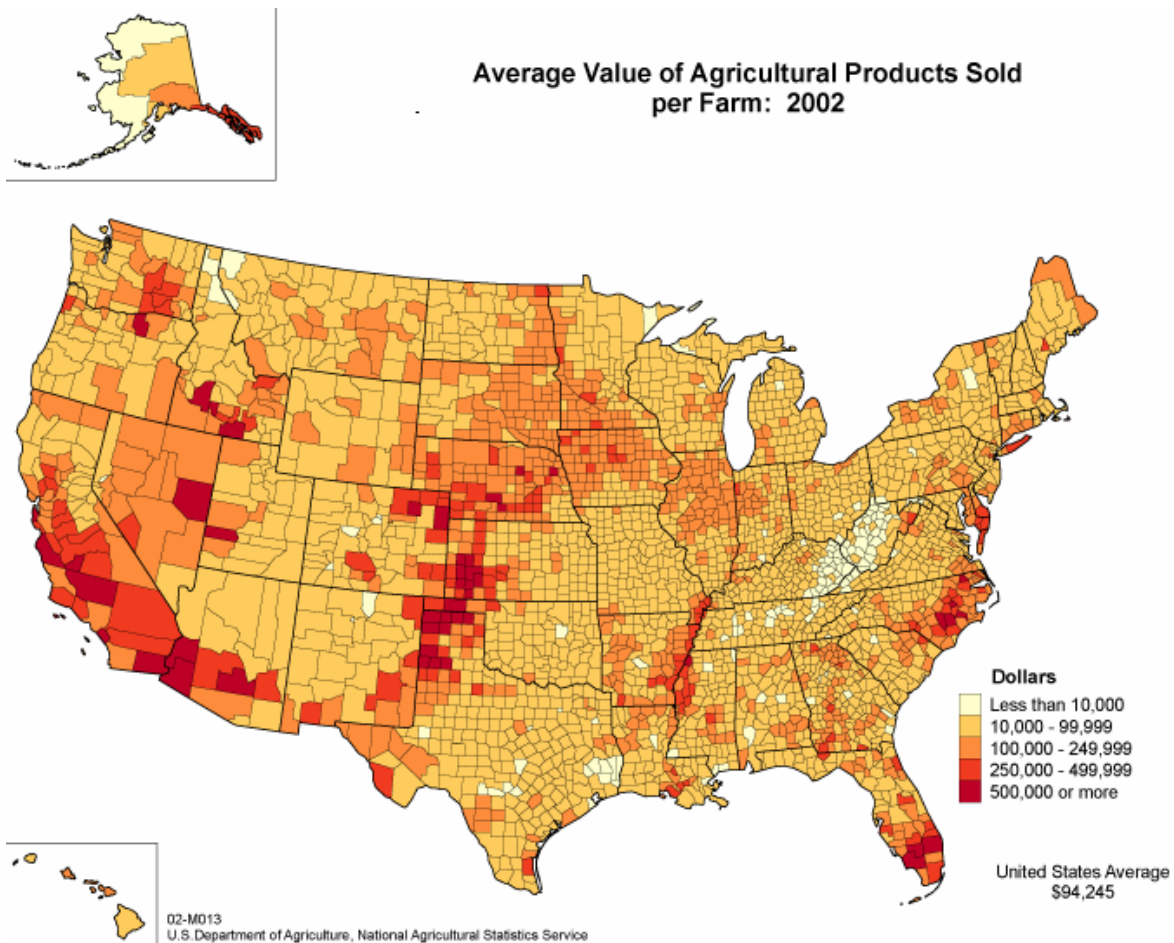 Average Value of Agricultural Products Sold
per Farm: 2002
Dollars
Less than 10,000
10,000 - 99,999
100,000 - 249,999
250,000 - 499,999
500,000 or more
United States Average
$94,245
02-M013
U.S.Department of Agriculture, National Agricultural Statistics Service